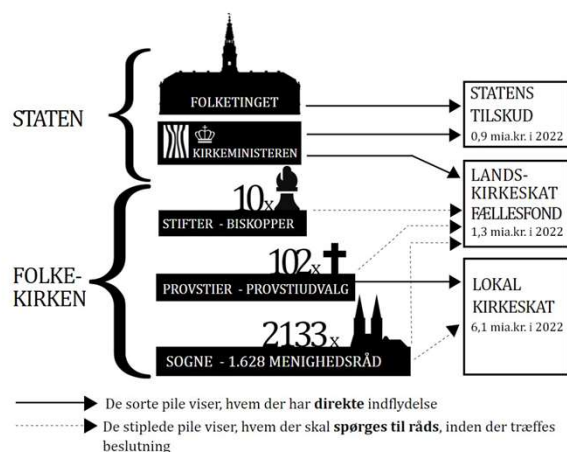 STATEN
FOLKETINGET
KIRKEMINISTEREN
STATENS
TILSKUD
0,9 mia.kr. i 2022
FOLKE-
KIRKEN
10x
STIFTER - BISKOPPER
102x
PROVSTIER - PROVSTIUDVALG
2133x
SOGNE - 1.628 MENIGHEDSRÅD
LANDS-
KIRKESKAT
FÆLLESFOND
1,3 mia.kr. i 2022
LOKAL
KIRKESKAT
6,1 mia.kr. i 2022
De sorte pile viser, hvem der har direkte indflydelse
De stiplede pile viser, hvem der skal spørges til råds, inden der træffes
beslutning